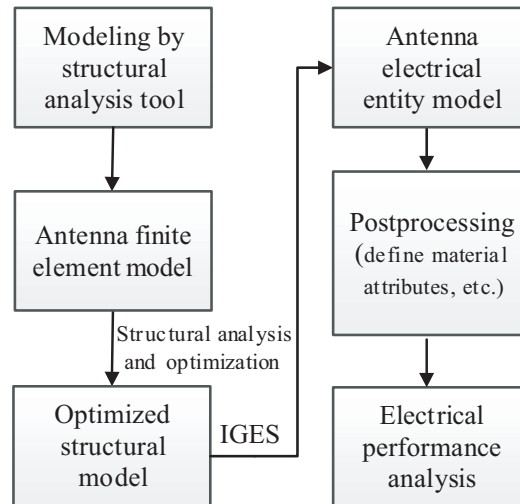 Modeling by
structural
analysis tool
Antenna finite
element model
Structural analysis
and optimization
Optimized
structural
model
IGES
Antenna
electrical
entity model
Postprocessing
(define material
attributes, etc.)
Electrical
performance
analysis